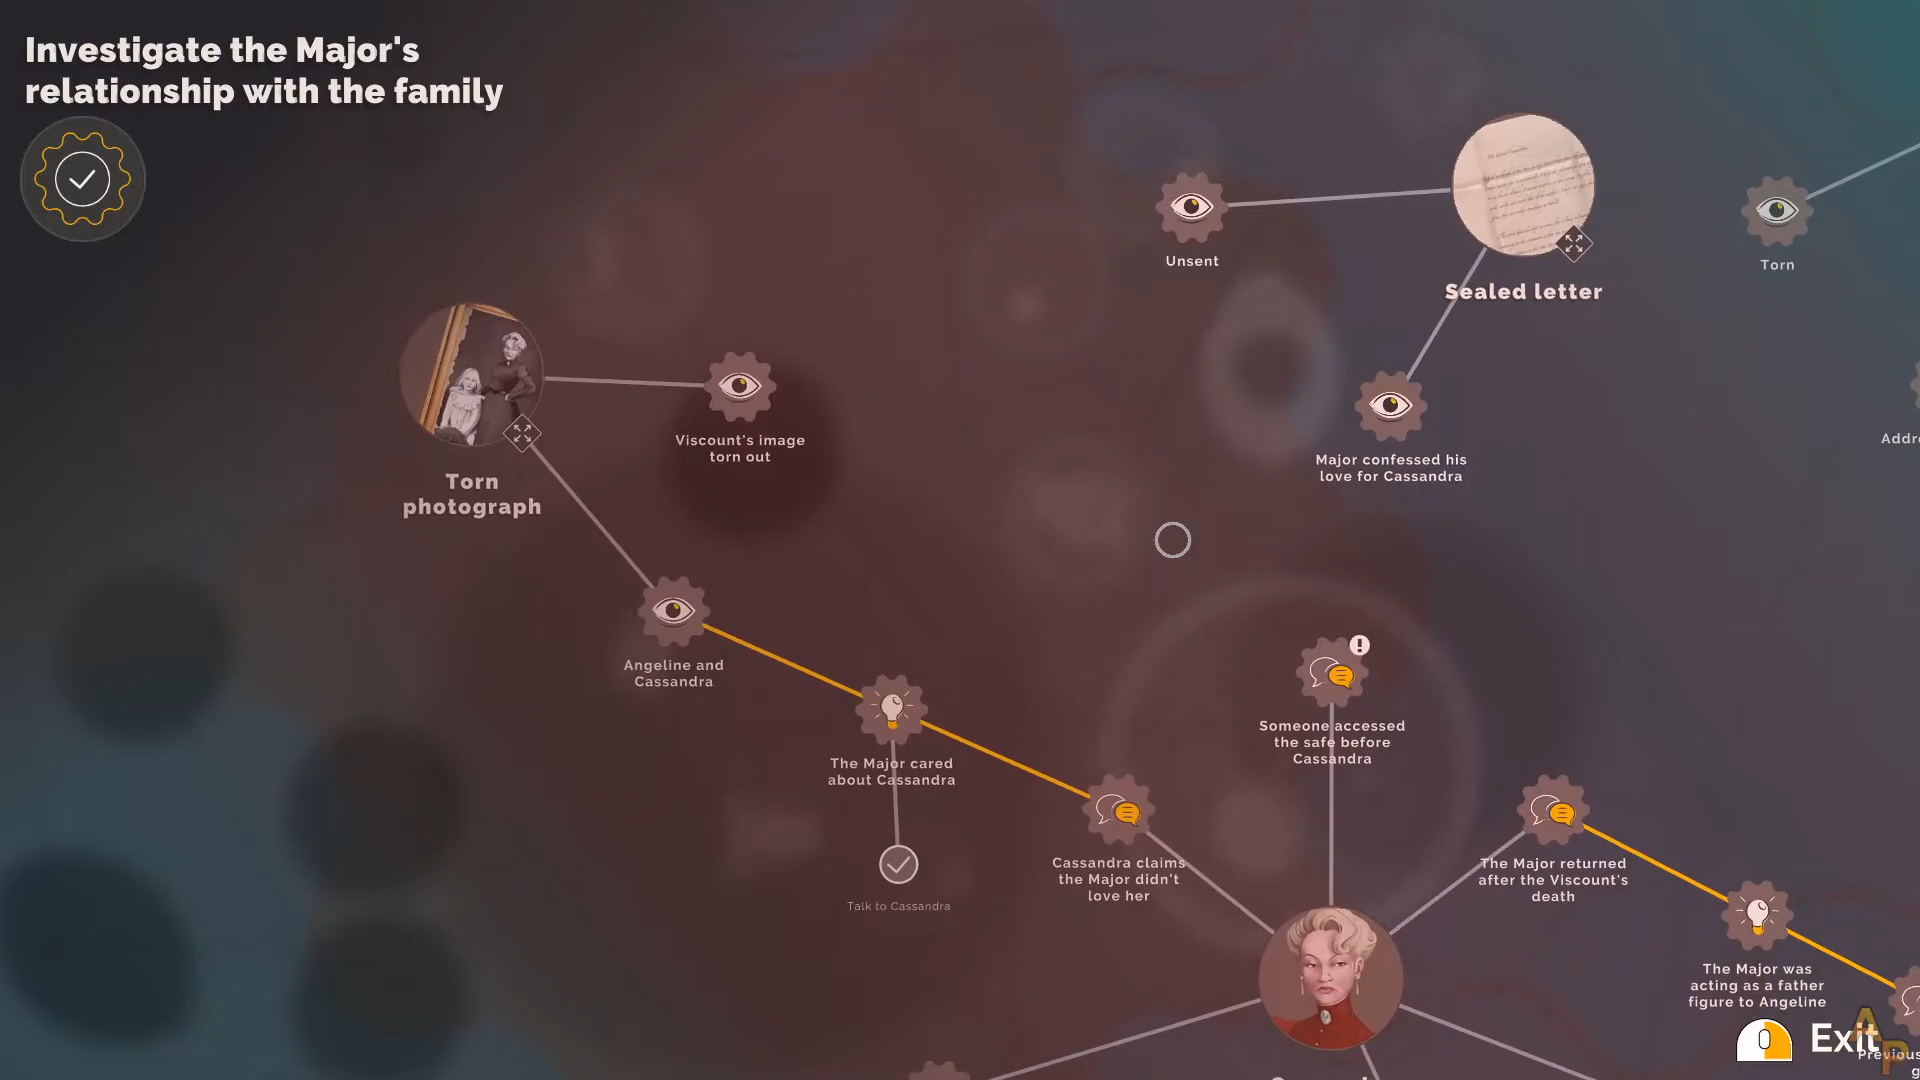 Investigate the Major's
relationship with the family
Unsent
Sealed letter
Torn
Viscount's image
torn out
Torn
photograph
Major confessed his
love for Cassandra
Angeline and
Cassandra
Someone accessed
the safe before
Cassandra
The Major cared
about Cassandra
Cassandra claims
the Major didn't
love her
The Major returned
after the Viscount's
death
Talk to Cassandra
The Major was
acting as a father
figure to Angeline
Exit
Previous